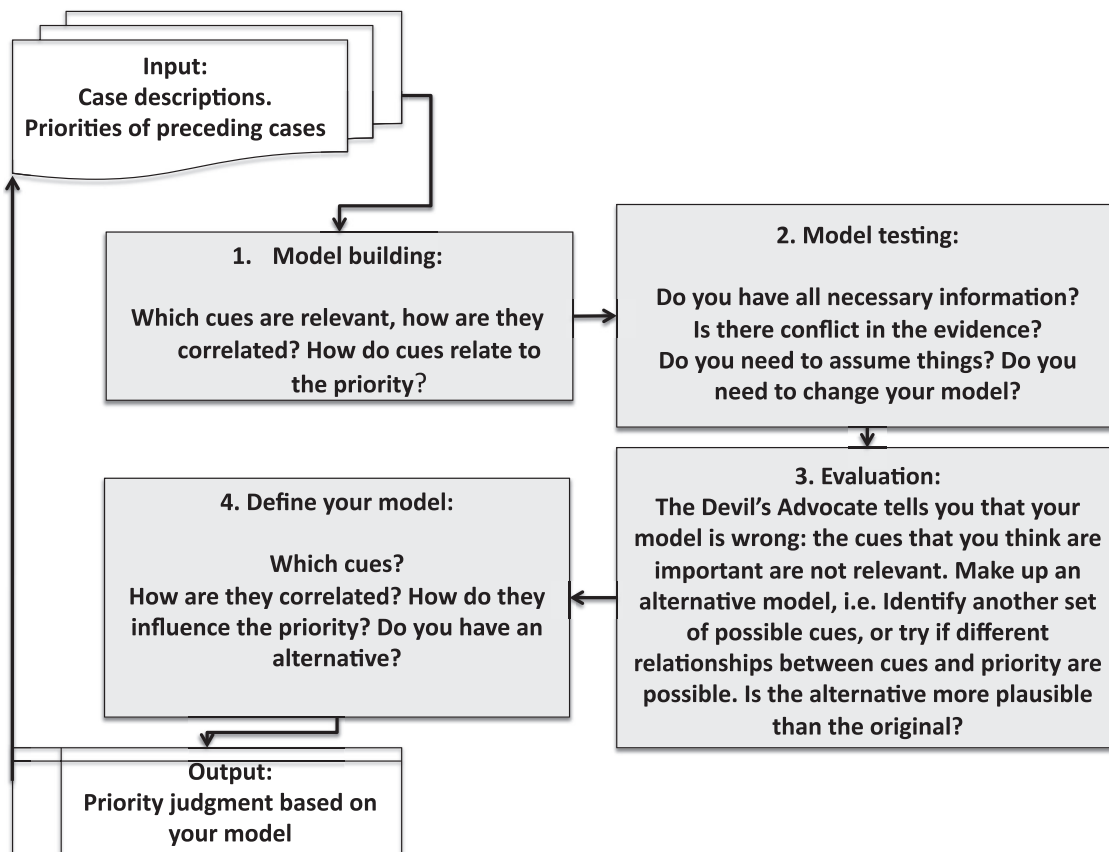 Input:
Case descriptions.
Priorities of preceding cases
1. Model building:
Which cues are relevant, how are they
correlated? How do cues relate to
the priority?
2. Model testing:
Do you have all necessary information?
Is there conflict in the evidence?
Do you need to assume things? Do you
need to change your model?
3. Evaluation:
The Devil’s Advocate tells you that your
model is wrong: the cues that you think are
important are not relevant. Make up an
alternative model, i.e. Identify another set
of possible cues, or try if different
relationships between cues and priority are
possible. Is the alternative more plausible
than the original?
4. Define your model:
Which cues?
How are they correlated? How do they
influence the priority? Do you have an
alternative?
Output:
Priority judgment based on
your model